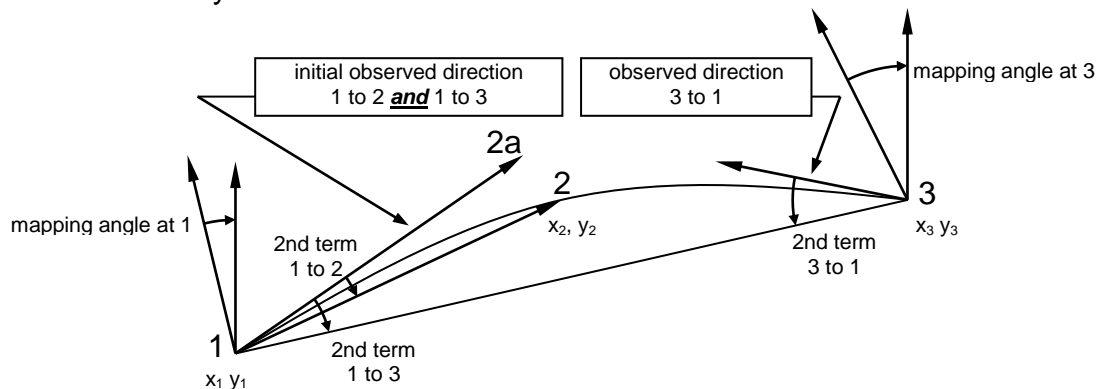 initial observed direction
1 to 2 and 1 to 3
observed direction
3 to 1
mapping angle at 3
2a
2
3
mapping angle at 1
x2, y2
x3 y3
2nd term
1 to 2
2nd term
3 to 1
1
2nd term
1 to 3
x1 y1